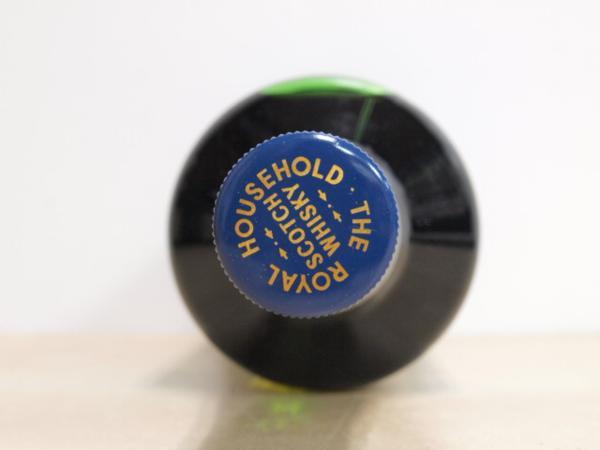 THE ROYAL HOUSEHOLD ·
SCOTCH
WHISKY